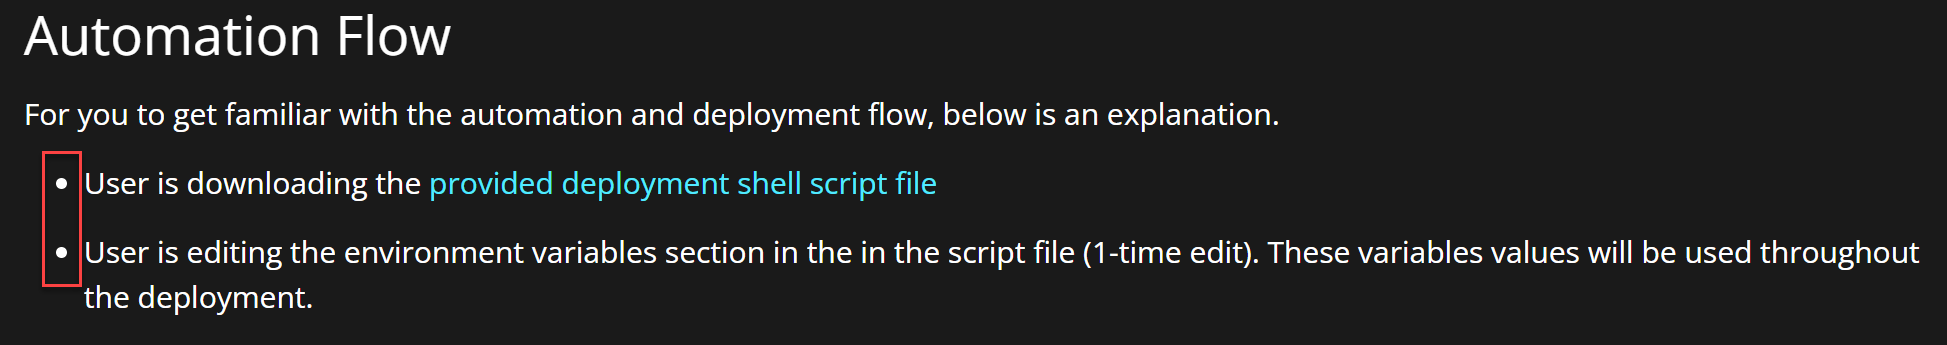 Automation Flow
For you to get familiar with the automation and deployment flow, below is an explanation.
• User is downloading the provided deployment shell script file
• User is editing the environment variables section in the in the script file (1-time edit). These variables values will be used throughout
the deployment.